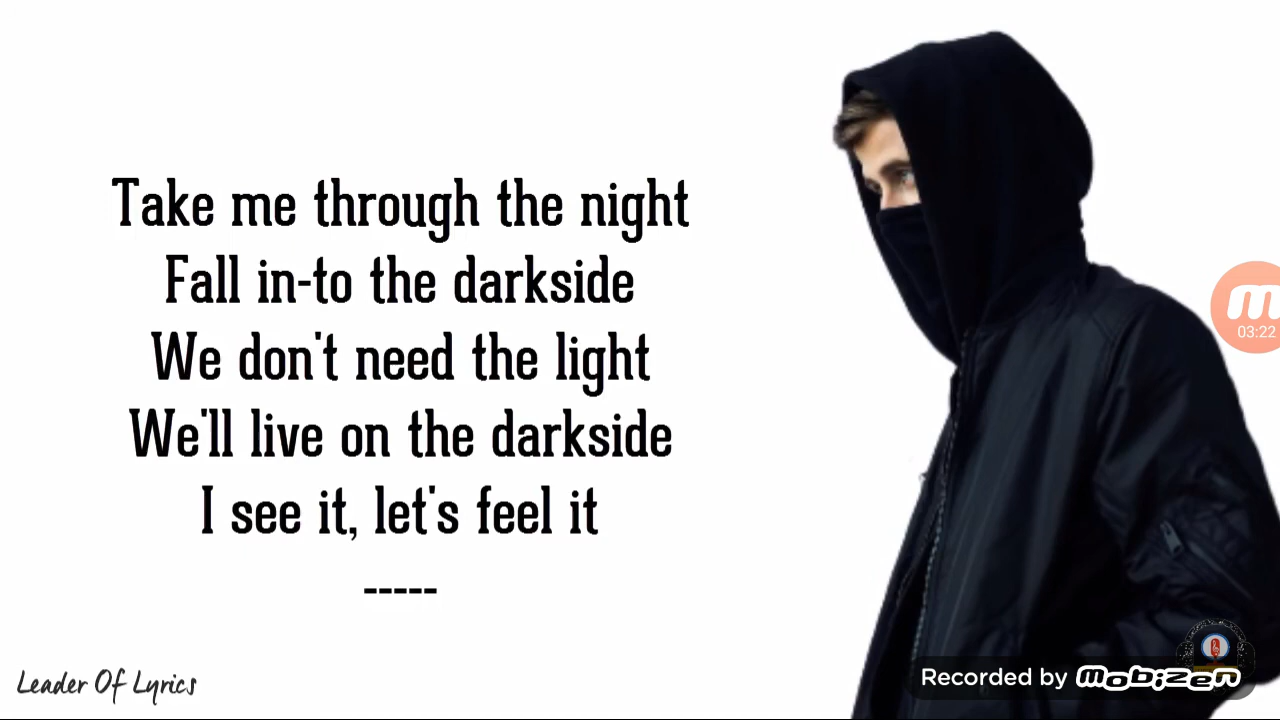 Take me through the night
Fall in-to the darkside
We don't need the light
We'll live on the darkside
I see it, let's feel it
-----
m
03:22
Leader Of Lyrics
Recorded by mobizen